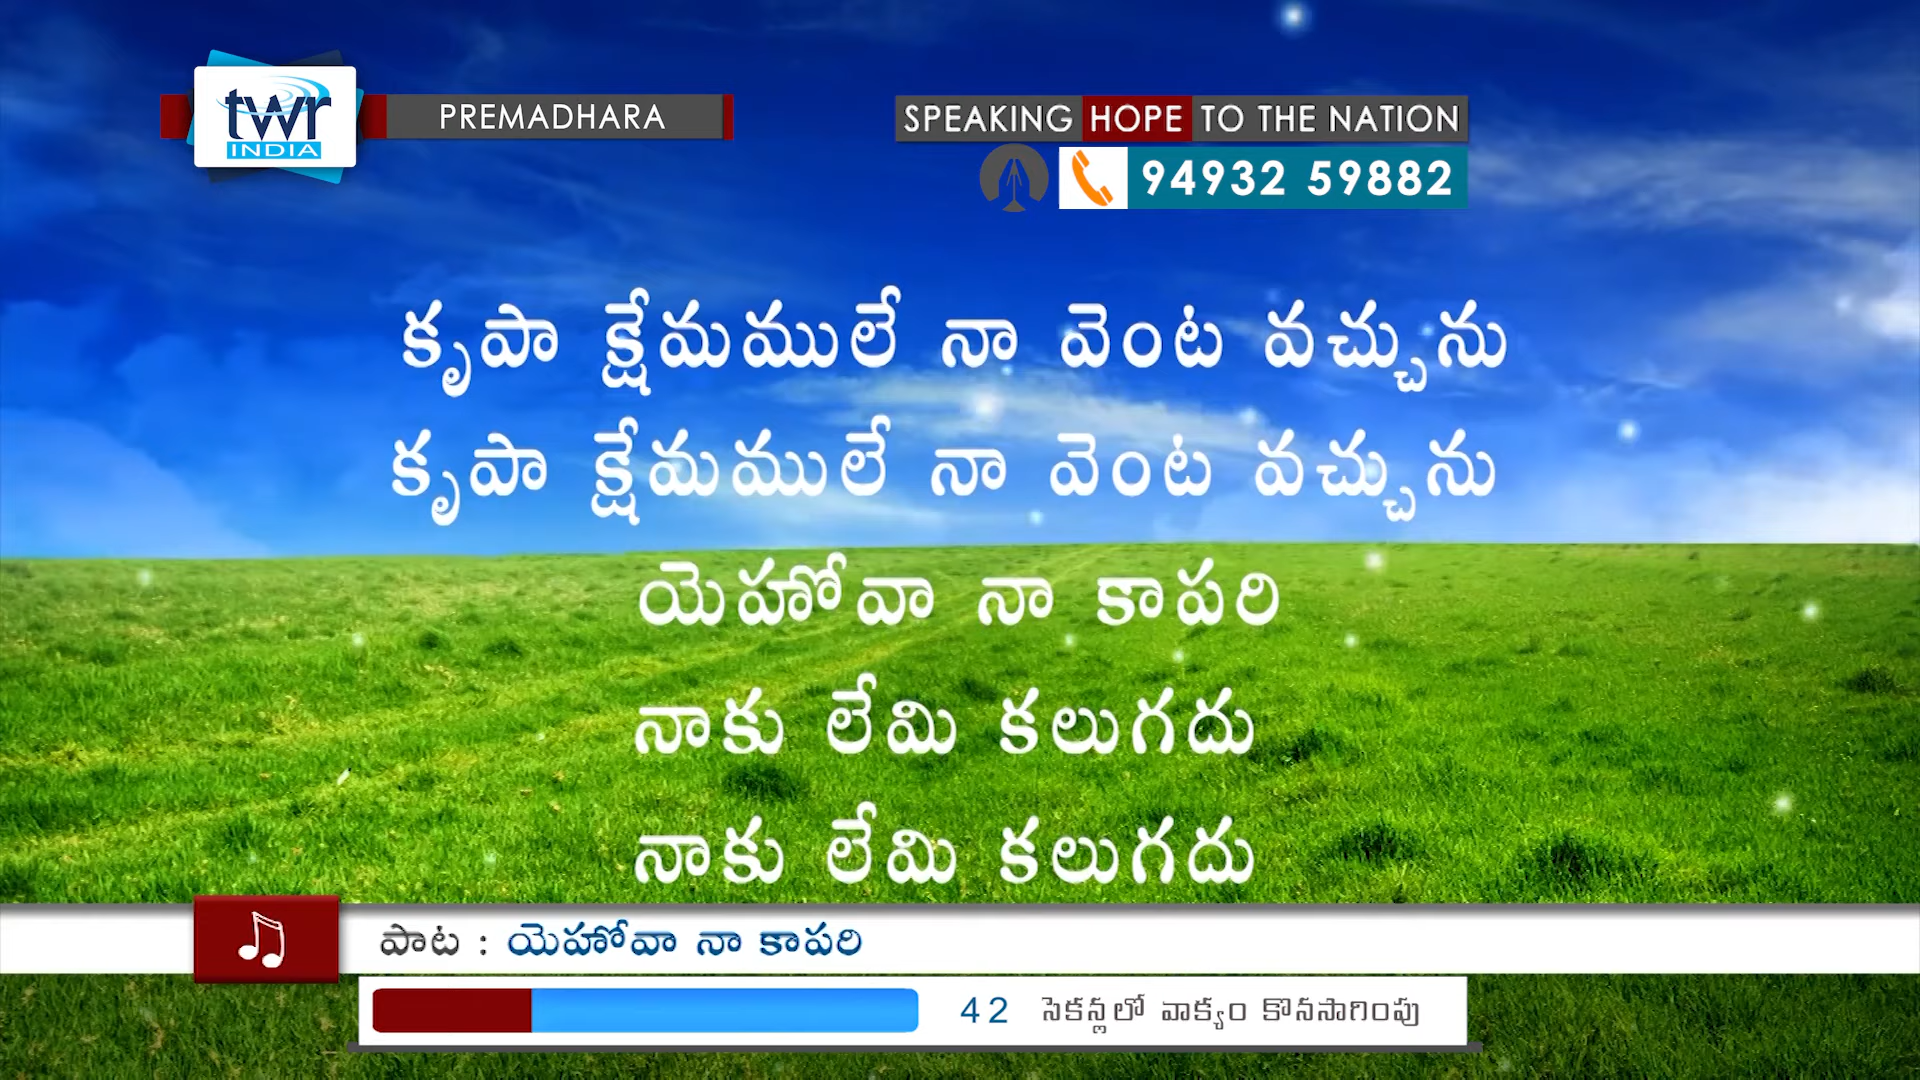 twr
INDIA
PREMADHARA
SPEAKING HOPE TO THE NATION
94932 59882
కృపా క్షేమములే నా వెంట వచ్చును
కృపా క్షేమములే నా వెంట వచ్చును
యెహోవా నా కాపరి
నాకు లేమి కలుగదు
నాకు లేమి కలుగదు
పాట : యెహోవా నా కాపరి
42 సెకన్లలో వాక్యం కొనసాగింపు